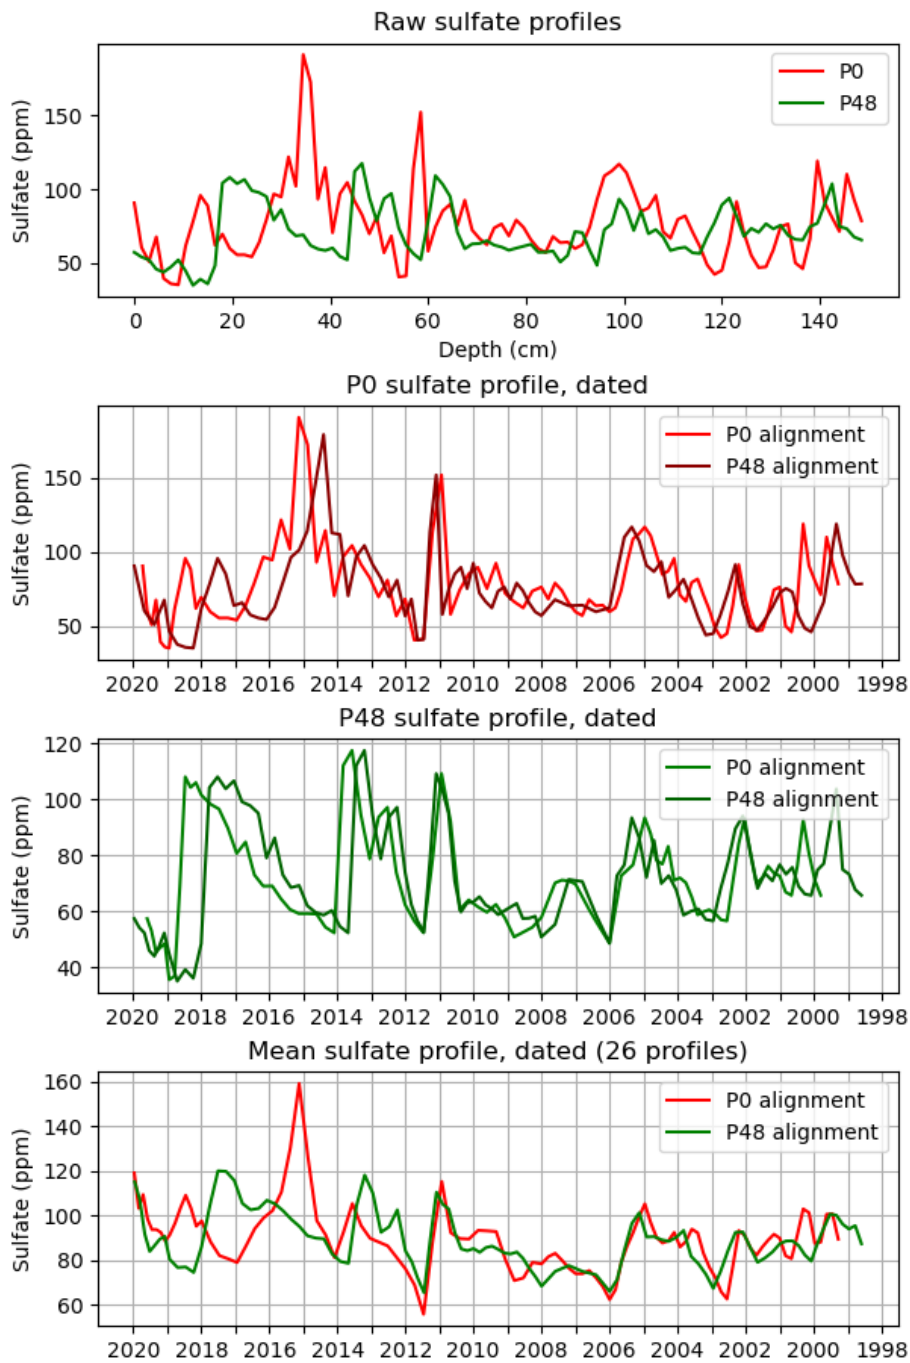 Raw sulfate profiles
Sulfate (ppm)
150
100
50
P0
P48
0 20 40 60 80 100 120 140
Depth (cm)
P0 sulfate profile, dated
Sulfate (ppm)
150
100
50
P0 alignment
P48 alignment
2020 2018 2016 2014 2012 2010 2008 2006 2004 2002 2000 1998
P48 sulfate profile, dated
Sulfate (ppm)
120
100
80
60
40
P0 alignment
P48 alignment
2020 2018 2016 2014 2012 2010 2008 2006 2004 2002 2000 1998
Mean sulfate profile, dated (26 profiles)
Sulfate (ppm)
160
140
120
100
80
60
P0 alignment
P48 alignment
2020 2018 2016 2014 2012 2010 2008 2006 2004 2002 2000 1998